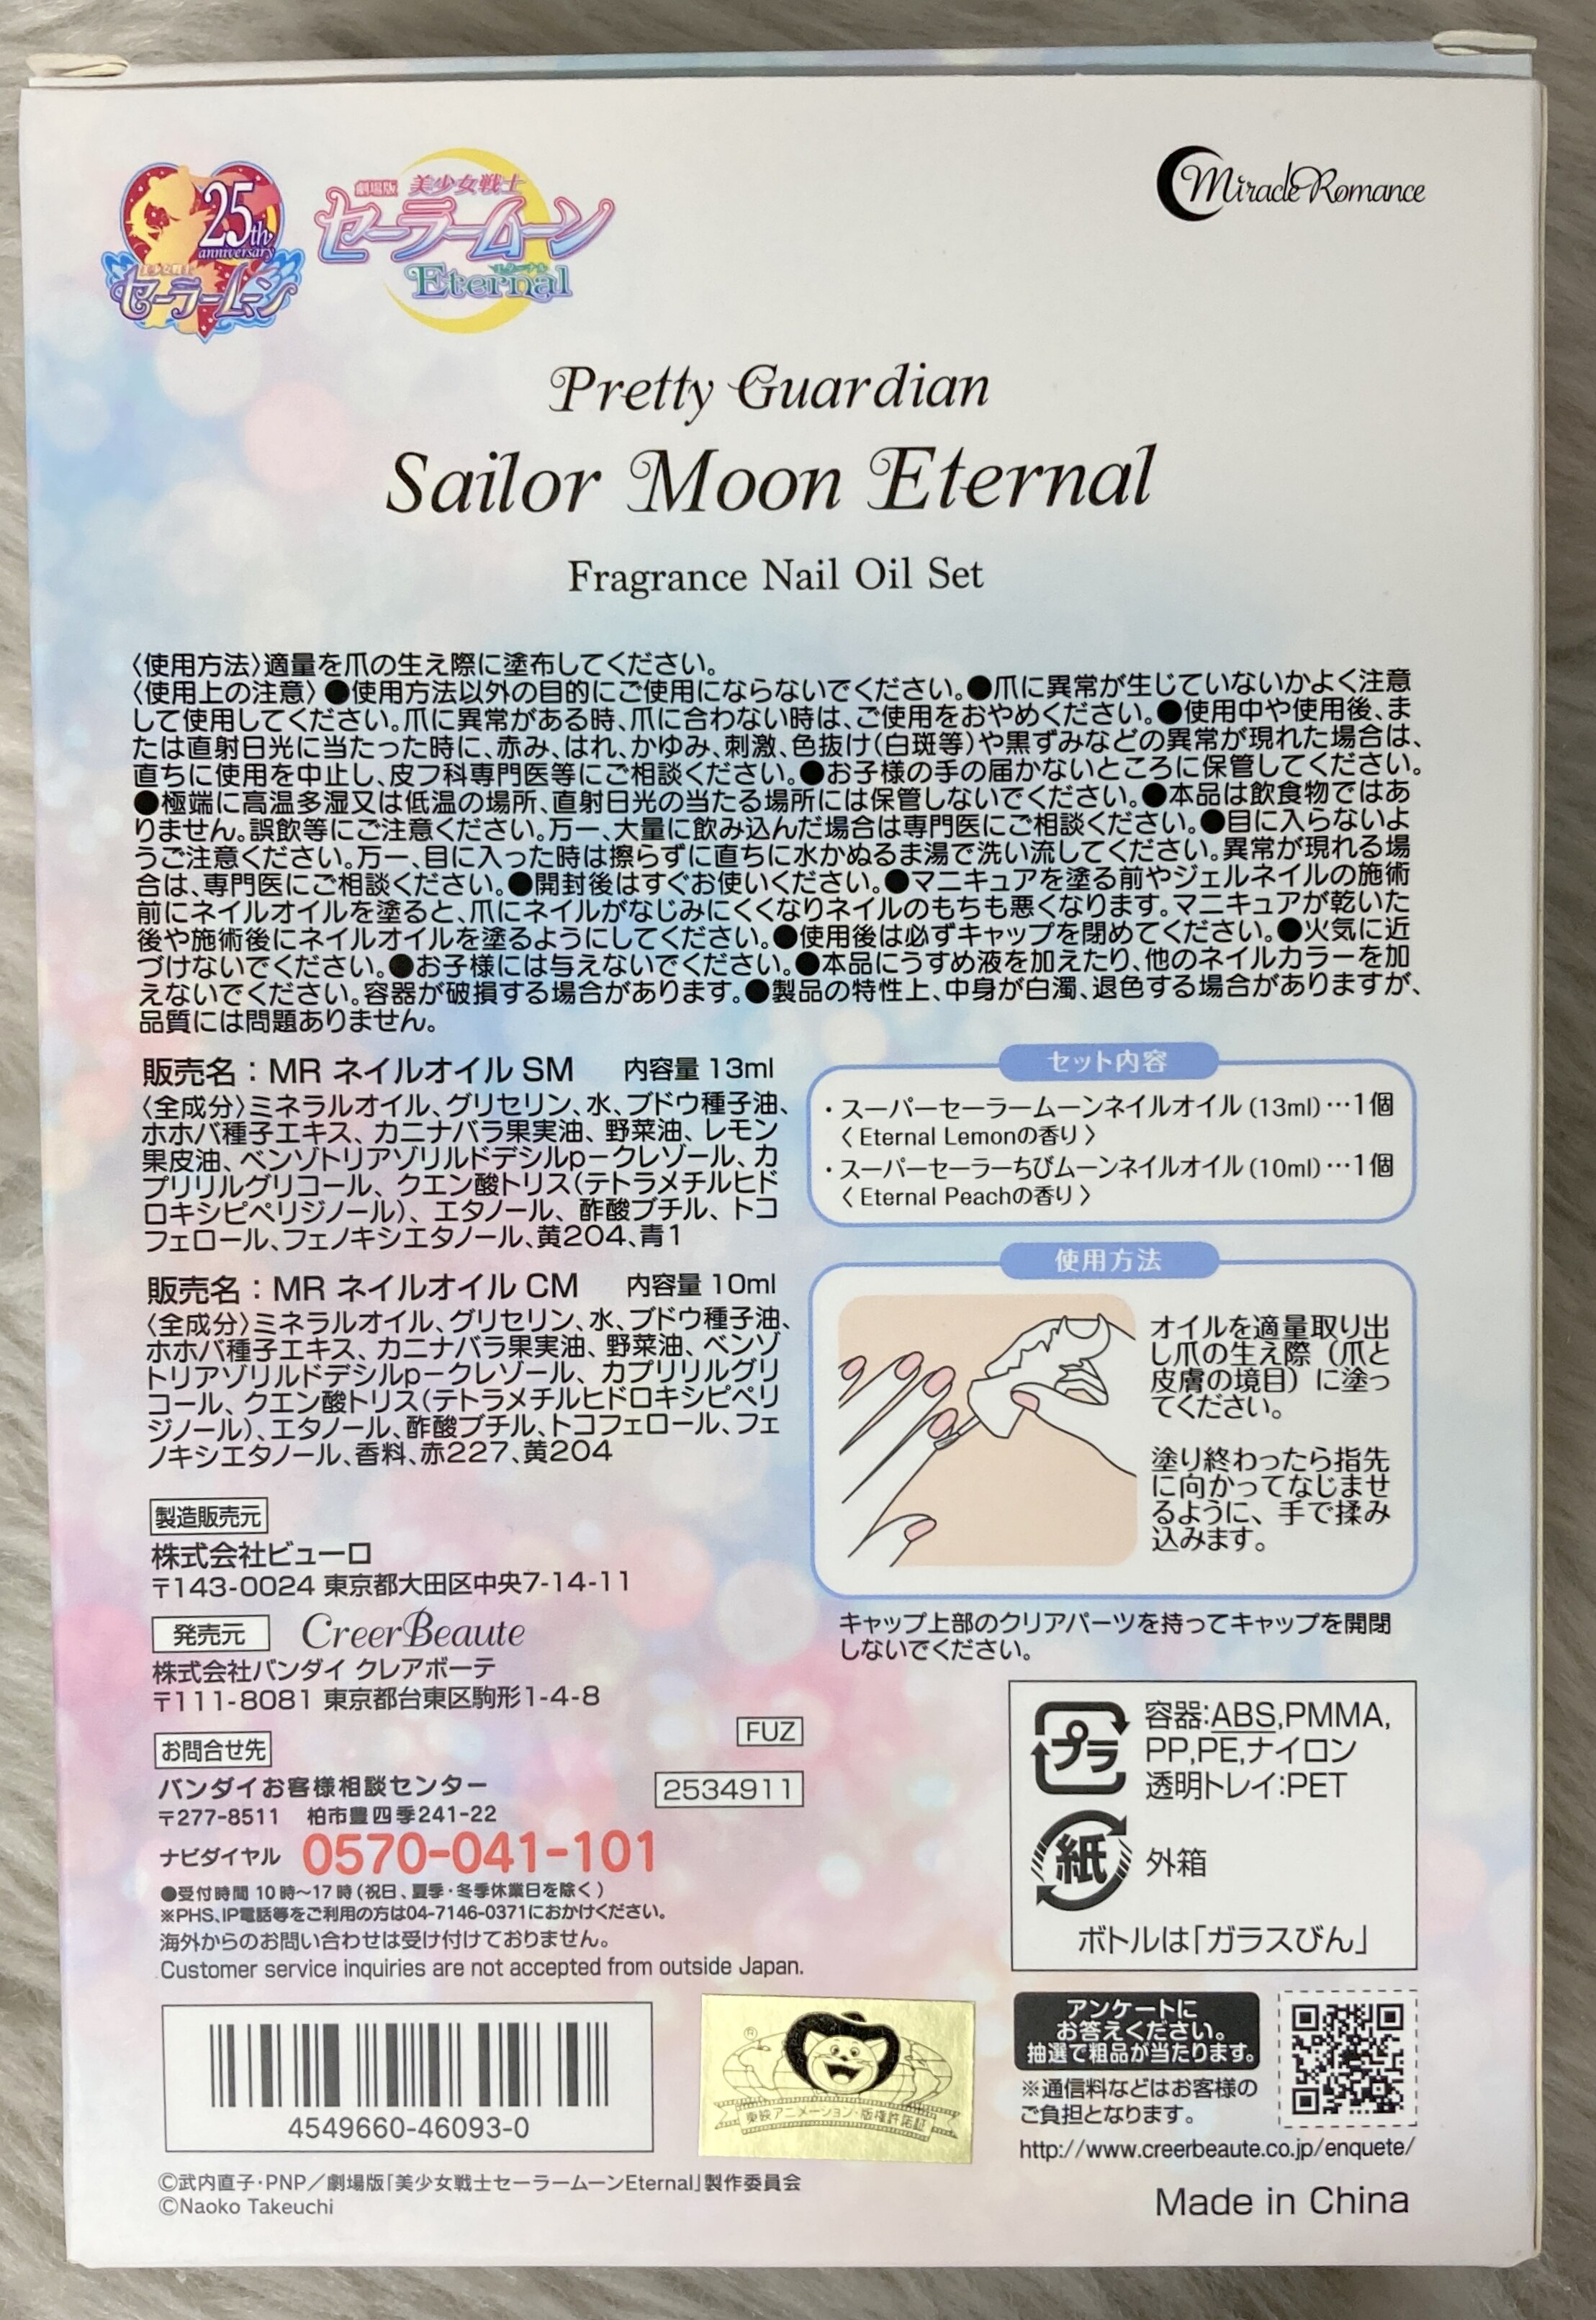 25th
anniversary
美少女戦士
セーラームーン
劇場版 美少女戦士
セーラームーン
エターナル
Eternal
Miracle Romance
Pretty Guardian
Sailor Moon Eternal
Fragrance Nail Oil Set
〈使用方法〉適量を爪の生え際に塗布してください。
〈使用上の注意〉●使用方法以外の目的にご使用にならないでください。●爪に異常が生じていないかよく注意
して使用してください。爪に異常がある時、爪に合わない時は、ご使用をおやめください。●使用中や使用後、ま
たは直射日光に当たった時に、赤み、はれ、かゆみ、刺激、色抜け(白斑等)や黒ずみなどの異常が現れた場合は、
直ちに使用を中止し、皮フ科専門医等にご相談ください。●お子様の手の届かないところに保管してください。
●極端に高温多湿又は低温の場所、直射日光の当たる場所には保管しないでください。●本品は飲食物ではあ
りません。誤飲等にご注意ください。万一、大量に飲み込んだ場合は専門医にご相談ください。●目に入らないよ
うご注意ください。万一、目に入った時は擦らずに直ちに水かぬるま湯で洗い流してください。異常が現れる場
合は、専門医にご相談ください。●開封後はすぐお使いください。●マニキュアを塗る前やジェルネイルの施術
前にネイルオイルを塗ると、爪にネイルがなじみにくくなりネイルのもちも悪くなります。マニキュアが乾いた
後や施術後にネイルオイルを塗るようにしてください。●使用後は必ずキャップを閉めてください。●火気に近
づけないでください。●お子様には与えないでください。●本品にうすめ液を加えたり、他のネイルカラーを加
えないでください。容器が破損する場合があります。●製品の特性上、中身が白濁、退色する場合がありますが、
品質には問題ありません。
販売名：MR ネイルオイル SM 内容量 13ml
〈全成分〉ミネラルオイル、グリセリン、水、ブドウ種子油、
ホホバ種子エキス、カニナバラ果実油、野菜油、レモン
果皮油、ベンゾトリアゾリルドデシルp-クレゾール、カ
プリリルグリコール、クエン酸トリス(テトラメチルヒド
ロキシピペリジノール)、エタノール、酢酸ブチル、トコ
フェロール、フェノキシエタノール、黄204、青1
販売名：MR ネイルオイル CM 内容量 10ml
〈全成分〉ミネラルオイル、グリセリン、水、ブドウ種子油、
ホホバ種子エキス、カニナバラ果実油、野菜油、ベンゾ
トリアゾリルドデシルp-クレゾール、カプリリルグリ
コール、クエン酸トリス(テトラメチルヒドロキシピペリ
ジノール)、エタノール、酢酸ブチル、トコフェロール、フェ
ノキシエタノール、香料、赤227、黄204
セット内容
・スーパーセーラームーンネイルオイル(13ml)…1個
〈Eternal Lemonの香り〉
・スーパーセーラーちびムーンネイルオイル(10ml)…1個
〈Eternal Peachの香り〉
使用方法
オイルを適量取り出
し爪の生え際（爪と
皮膚の境目）に塗っ
てください。
塗り終わったら指先
に向かってなじませ
るように、手で揉み
込みます。
キャップ上部のクリアパーツを持ってキャップを開閉
しないでください。
製造販売元
株式会社ビューロ
〒143-0024 東京都大田区中央7-14-11
発売元 CreerBeaute
株式会社バンダイ クレアボーテ
〒111-8081 東京都台東区駒形1-4-8
FUZ
お問合せ先
バンダイお客様相談センター
2534911
〒277-8511 柏市豊四季241-22
ナビダイヤル 0570-041-101
●受付時間 10時～17時(祝日、夏季・冬季休業日を除く)
※PHS、IP電話等をご利用の方は04-7146-0371におかけください。
海外からのお問い合わせは受け付けておりません。
Customer service inquiries are not accepted from outside Japan.
プラ
容器:ABS,PMMA,
PP,PE,ナイロン
透明トレイ:PET
紙
外箱
ボトルは「ガラスびん」
4549660-46093-0
®
東映アニメーション・版権許諾証
アンケートに
お答えください。
抽選で粗品が当たります。
※通信料などはお客様の
ご負担となります。
http://www.creerbeaute.co.jp/enquete/
©武内直子・PNP／劇場版「美少女戦士セーラームーンEternal」製作委員会
©Naoko Takeuchi
Made in China